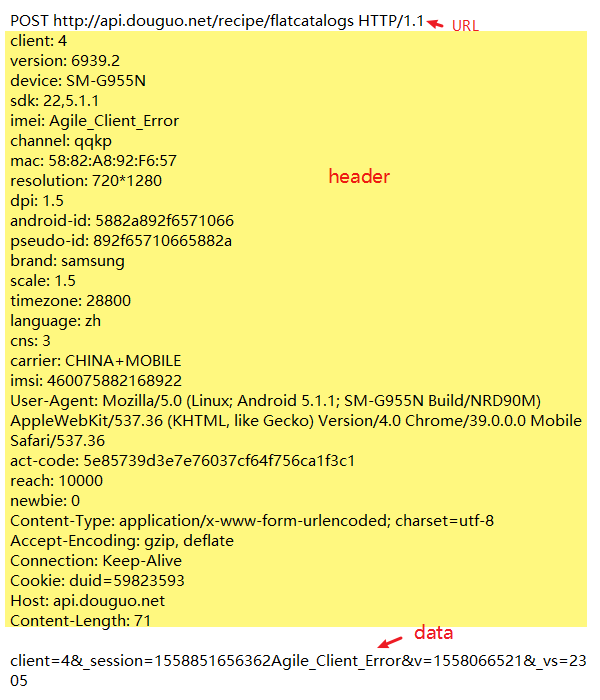 POST http://api.douguo.net/recipe/flatcatalogs HTTP/1.1 URL
client: 4
version: 6939.2
device: SM-G955N
sdk: 22,5.1.1
imei: Agile_Client_Error
channel: qqkp
mac: 58:82:A8:92:F6:57
resolution: 720*1280
header
dpi: 1.5
android-id: 5882a892f6571066
pseudo-id: 892f65710665882a
brand: samsung
scale: 1.5
timezone: 28800
language: zh
cns: 3
carrier: CHINA+MOBILE
imsi: 460075882168922
User-Agent: Mozilla/5.0 (Linux; Android 5.1.1; SM-G955N Build/NRD90M)
AppleWebKit/537.36 (KHTML, like Gecko) Version/4.0 Chrome/39.0.0.0 Mobile
Safari/537.36
act-code: 5e85739d3e7e76037cf64f756ca1f3c1
reach: 10000
newbie: 0
Content-Type: application/x-www-form-urlencoded; charset=utf-8
Accept-Encoding: gzip, deflate
Connection: Keep-Alive
Cookie: duid=59823593
Host: api.douguo.net
Content-Length: 71
data
client=4&_session=1558851656362Agile_Client_Error&v=1558066521&_vs=23
05